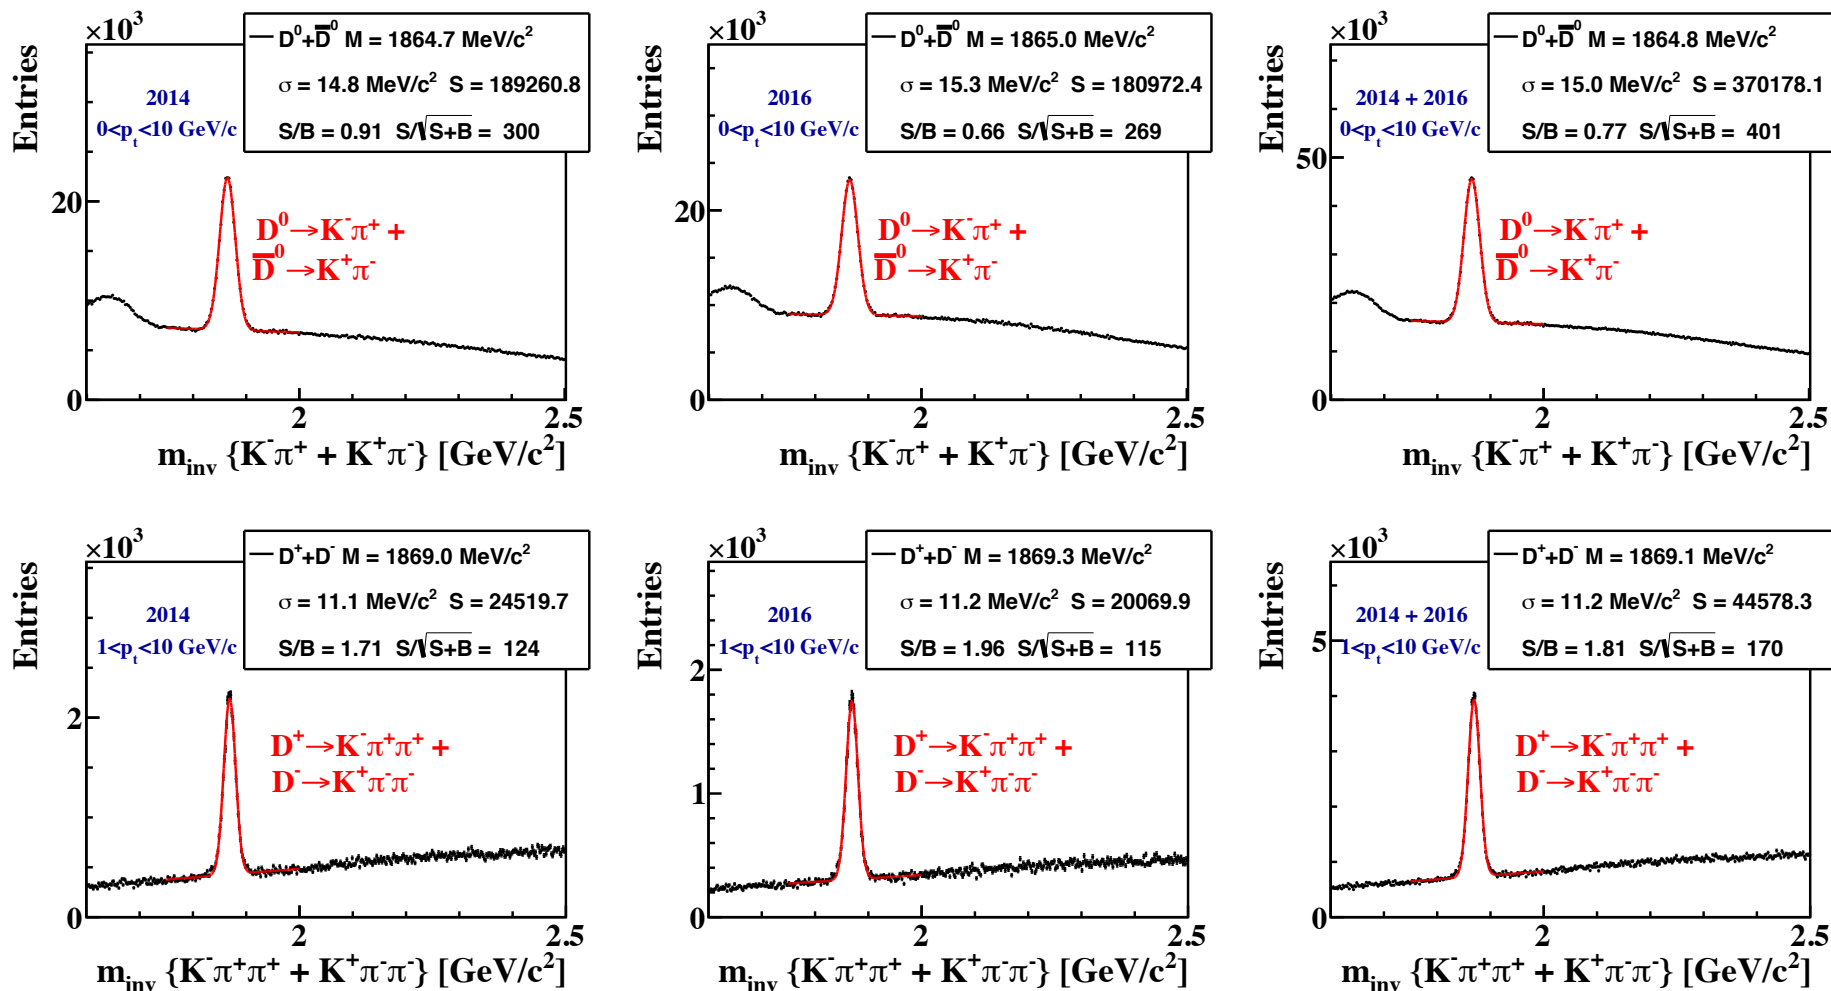 ×10³
Entries
D⁰+D̅⁰ M = 1864.7 MeV/c²
σ = 14.8 MeV/c² S = 189260.8
S/B = 0.91 S/√S+B = 300
2014
0<pₜ<10 GeV/c
20
10
0
D⁰→K⁻π⁺ +
D̅⁰→K⁺π⁻
2
2.5
m_inv {K⁻π⁺ + K⁺π⁻} [GeV/c²]
×10³
Entries
D⁰+D̅⁰ M = 1865.0 MeV/c²
σ = 15.3 MeV/c² S = 180972.4
S/B = 0.66 S/√S+B = 269
2016
0<pₜ<10 GeV/c
20
0
D⁰→K⁻π⁺ +
D̅⁰→K⁺π⁻
2
2.5
m_inv {K⁻π⁺ + K⁺π⁻} [GeV/c²]
×10³
Entries
D⁰+D̅⁰ M = 1864.8 MeV/c²
σ = 15.0 MeV/c² S = 370178.1
S/B = 0.77 S/√S+B = 401
2014 + 2016
0<pₜ<10 GeV/c
50
0
D⁰→K⁻π⁺ +
D̅⁰→K⁺π⁻
2
2.5
m_inv {K⁻π⁺ + K⁺π⁻} [GeV/c²]
×10³
Entries
D⁺+D⁻ M = 1869.0 MeV/c²
σ = 11.1 MeV/c² S = 24519.7
S/B = 1.71 S/√S+B = 124
2014
1<pₜ<10 GeV/c
2
0
D⁺→K⁻π⁺π⁺ +
D⁻→K⁺π⁻π⁻
2
2.5
m_inv {K⁻π⁺π⁺ + K⁺π⁻π⁻} [GeV/c²]
×10³
Entries
D⁺+D⁻ M = 1869.3 MeV/c²
σ = 11.2 MeV/c² S = 20069.9
S/B = 1.96 S/√S+B = 115
2016
1<pₜ<10 GeV/c
2
1
0
D⁺→K⁻π⁺π⁺ +
D⁻→K⁺π⁻π⁻
2
2.5
m_inv {K⁻π⁺π⁺ + K⁺π⁻π⁻} [GeV/c²]
×10³
Entries
D⁺+D⁻ M = 1869.1 MeV/c²
σ = 11.2 MeV/c² S = 44578.3
S/B = 1.81 S/√S+B = 170
2014 + 2016
1<pₜ<10 GeV/c
5
0
D⁺→K⁻π⁺π⁺ +
D⁻→K⁺π⁻π⁻
2
2.5
m_inv {K⁻π⁺π⁺ + K⁺π⁻π⁻} [GeV/c²]